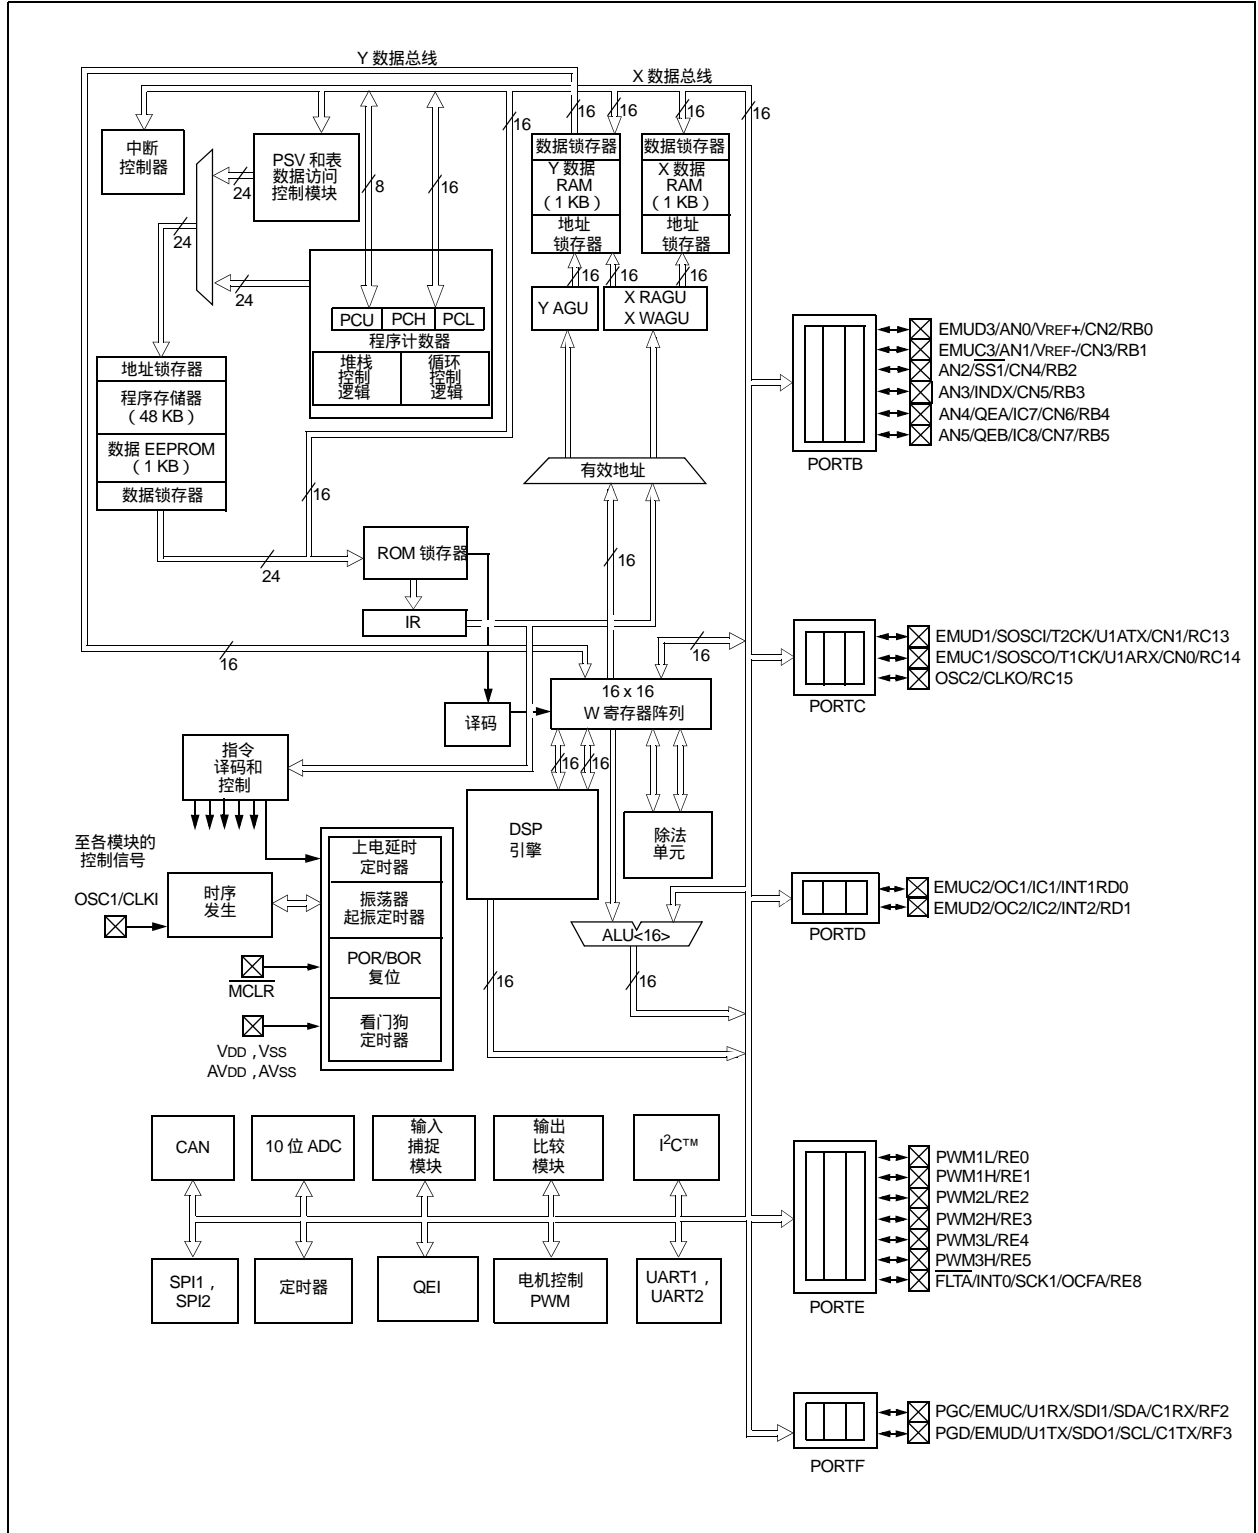 Y 数据总线
X 数据总线
16
16
16
16
16
中断
控制器
PSV 和表
数据访问
控制模块
24
24
24
8
16
数据锁存器
Y 数据
RAM
（1 KB）
地址
锁存器
数据锁存器
X 数据
RAM
（1 KB）
地址
锁存器
16
16
16
Y AGU
X RAGU
X WAGU
PCU
PCH
PCL
程序计数器
堆栈
控制
逻辑
循环
控制
逻辑
地址锁存器
程序存储器
（48 KB）
数据 EEPROM
（1 KB）
数据锁存器
16
24
有效地址
16
ROM 锁存器
IR
16
16
16 x 16
W 寄存器阵列
译码
16
16
指令
译码和
控制
至各模块的
控制信号
DSP
引擎
除法
单元
OSC1/CLKI
时序
发生
上电延时
定时器
振荡器
起振定时器
POR/BOR
复位
看门狗
定时器
MCLR
VDD，VSS
AVDD，AVSS
ALU<16>
16
16
CAN
10 位 ADC
输入
捕捉
模块
输出
比较
模块
I²C™
SPI1，
SPI2
定时器
QEI
电机控制
PWM
UART1，
UART2
EMUD3/AN0/VREF+/CN2/RB0
EMUC3/AN1/VREF-/CN3/RB1
AN2/SS1/CN4/RB2
AN3/INDX/CN5/RB3
AN4/QEA/IC7/CN6/RB4
AN5/QEB/IC8/CN7/RB5
PORTB
EMUD1/SOSCI/T2CK/U1ATX/CN1/RC13
EMUC1/SOSCO/T1CK/U1ARX/CN0/RC14
OSC2/CLKO/RC15
PORTC
EMUC2/OC1/IC1/INT1RD0
EMUD2/OC2/IC2/INT2/RD1
PORTD
PWM1L/RE0
PWM1H/RE1
PWM2L/RE2
PWM2H/RE3
PWM3L/RE4
PWM3H/RE5
FLTA/INT0/SCK1/OCFA/RE8
PORTE
PGC/EMUC/U1RX/SDI1/SDA/C1RX/RF2
PGD/EMUD/U1TX/SDO1/SCL/C1TX/RF3
PORTF